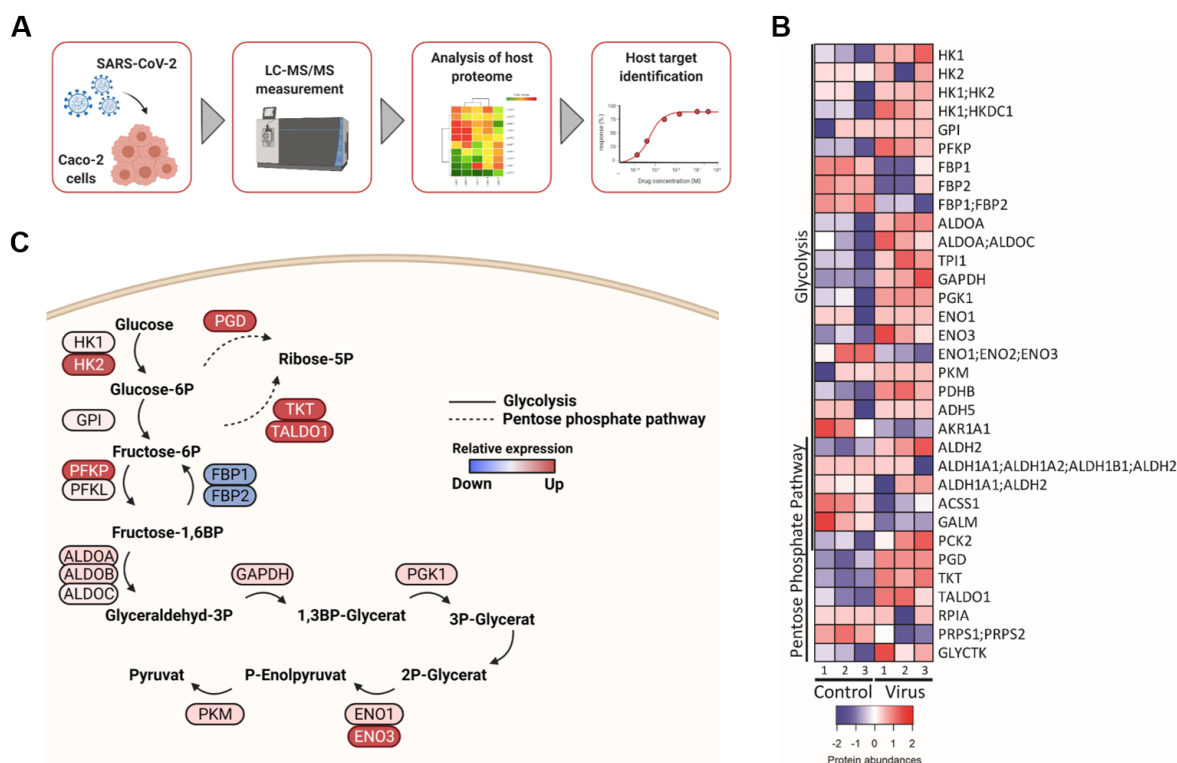 A
SARS-CoV-2
Caco-2
cells
LC-MS/MS
measurement
Analysis of host
proteome
Host target
identification
response (%)
100
75
50
25
0
Drug concentration (M)
B
Glycolysis
Pentose Phosphate Pathway
HK1
HK2
HK1;HK2
HK1;HKDC1
GPI
PFKP
FBP1
FBP2
FBP1;FBP2
ALDOA
ALDOA;ALDOC
TPI1
GAPDH
PGK1
ENO1
ENO3
ENO1;ENO2;ENO3
PKM
PDHB
ADH5
AKR1A1
ALDH2
ALDH1A1;ALDH1A2;ALDH1B1;ALDH2
ALDH1A1;ALDH2
ACSS1
GALM
PCK2
PGD
TKT
TALDO1
RPIA
PRPS1;PRPS2
GLYCTK
1 2 3 1 2 3
Control Virus
-2 -1 0 1 2
Protein abundances
C
Glucose
PGD
HK1
HK2
Ribose-5P
Glucose-6P
GPI
TKT
TALDO1
Glycolysis
Pentose phosphate pathway
Relative expression
Down Up
Fructose-6P
PFKP
PFKL
FBP1
FBP2
Fructose-1,6BP
ALDOA
ALDOB
ALDOC
GAPDH
PGK1
Glyceraldehyd-3P
1,3BP-Glycerat
3P-Glycerat
Pyruvat
P-Enolpyruvat
2P-Glycerat
PKM
ENO1
ENO3